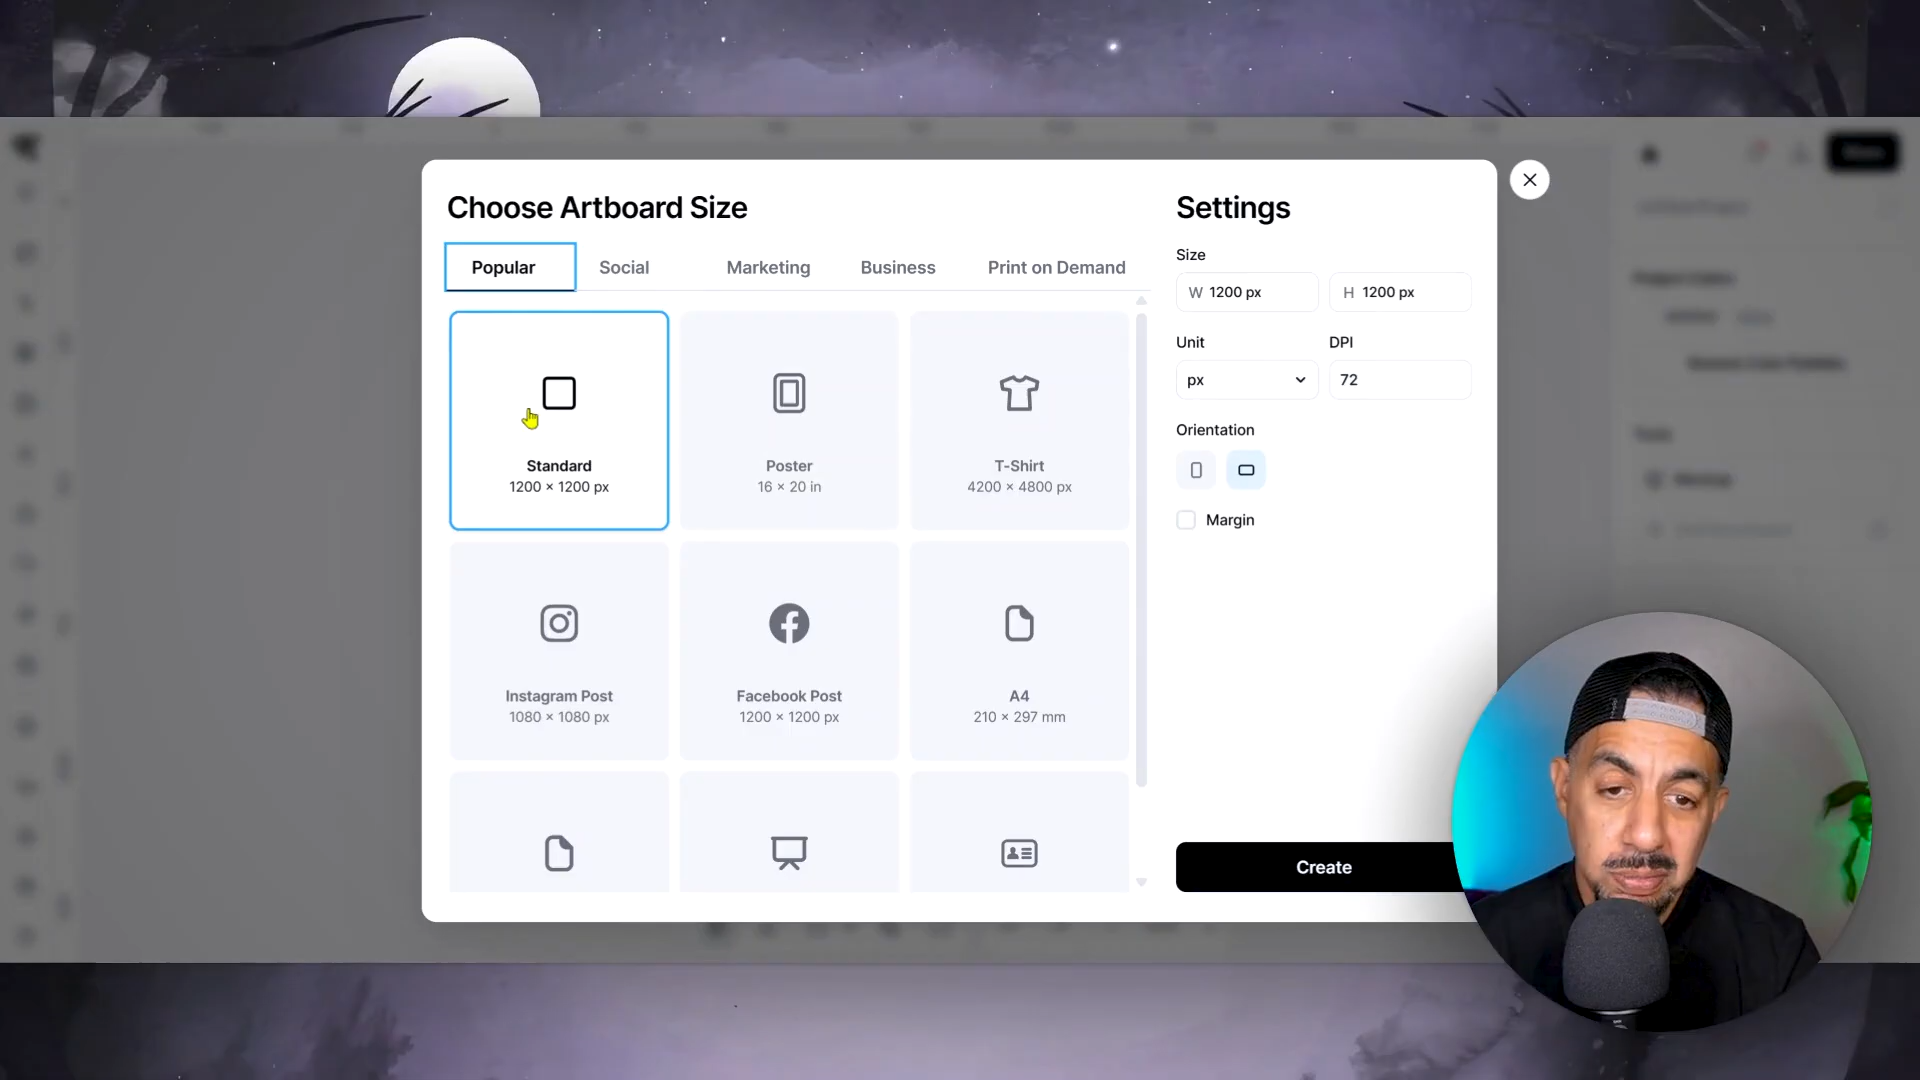 Choose Artboard Size
Popular
Social
Marketing
Business
Print on Demand
Standard
1200 × 1200 px
Poster
16 × 20 in
T-Shirt
4200 × 4800 px
Instagram Post
1080 × 1080 px
Facebook Post
1200 × 1200 px
A4
210 × 297 mm
Settings
Size
W 1200 px
H 1200 px
Unit
DPI
px
72
Orientation
Margin
Create